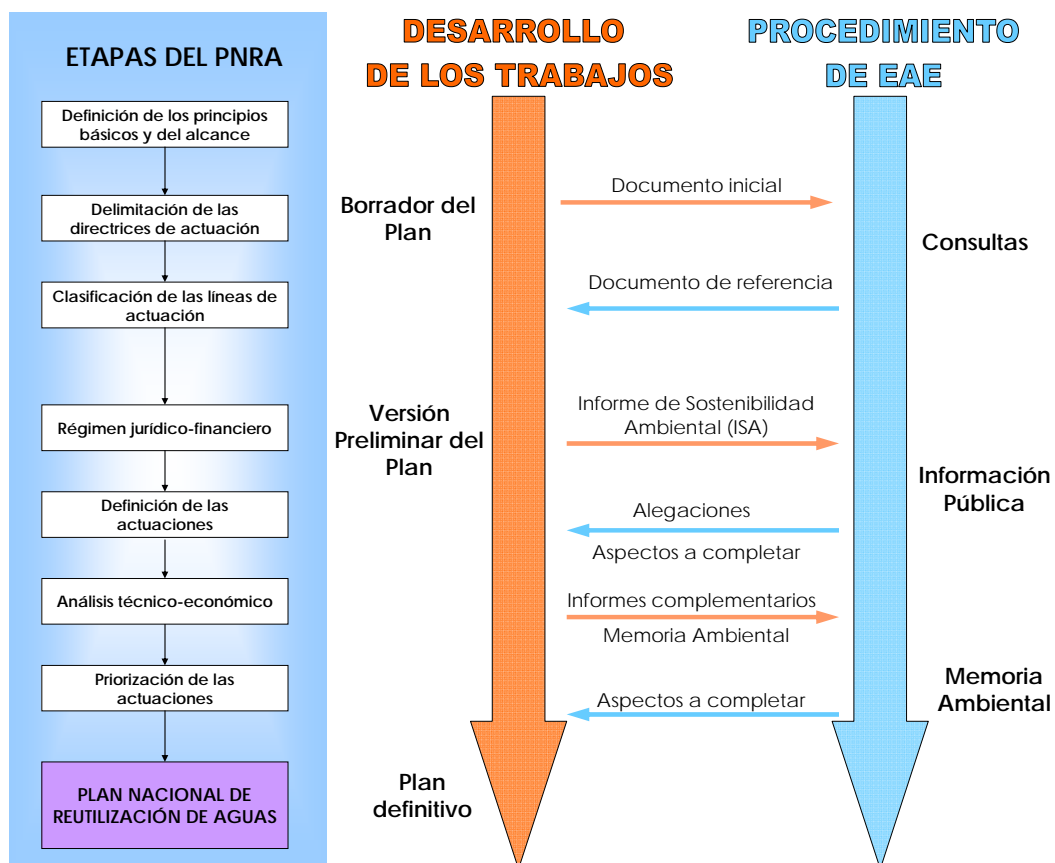 ETAPAS DEL PNRA
Definición de los principios
básicos y del alcance
Delimitación de las
directrices de actuación
Clasificación de las líneas de
actuación
Régimen jurídico-financiero
Definición de las
actuaciones
Análisis técnico-económico
Priorización de las
actuaciones
PLAN NACIONAL DE
REUTILIZACIÓN DE AGUAS
DESARROLLO
DE LOS TRABAJOS
PROCEDIMIENTO
DE EAE
Borrador del
Plan
Documento inicial
Consultas
Documento de referencia
Versión
Preliminar del
Plan
Informe de Sostenibilidad
Ambiental (ISA)
Información
Pública
Alegaciones
Aspectos a completar
Informes complementarios
Memoria Ambiental
Memoria
Ambiental
Aspectos a completar
Plan
definitivo